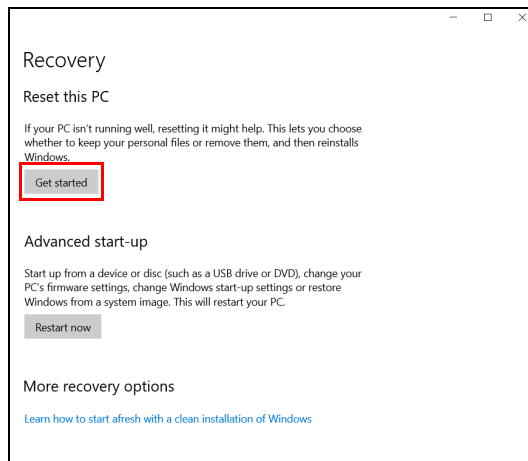 Recovery
Reset this PC
If your PC isn't running well, resetting it might help. This lets you choose
whether to keep your personal files or remove them, and then reinstalls
Windows.
Get started
Advanced start-up
Start up from a device or disc (such as a USB drive or DVD), change your
PC's firmware settings, change Windows start-up settings or restore
Windows from a system image. This will restart your PC.
Restart now
More recovery options
Learn how to start afresh with a clean installation of Windows